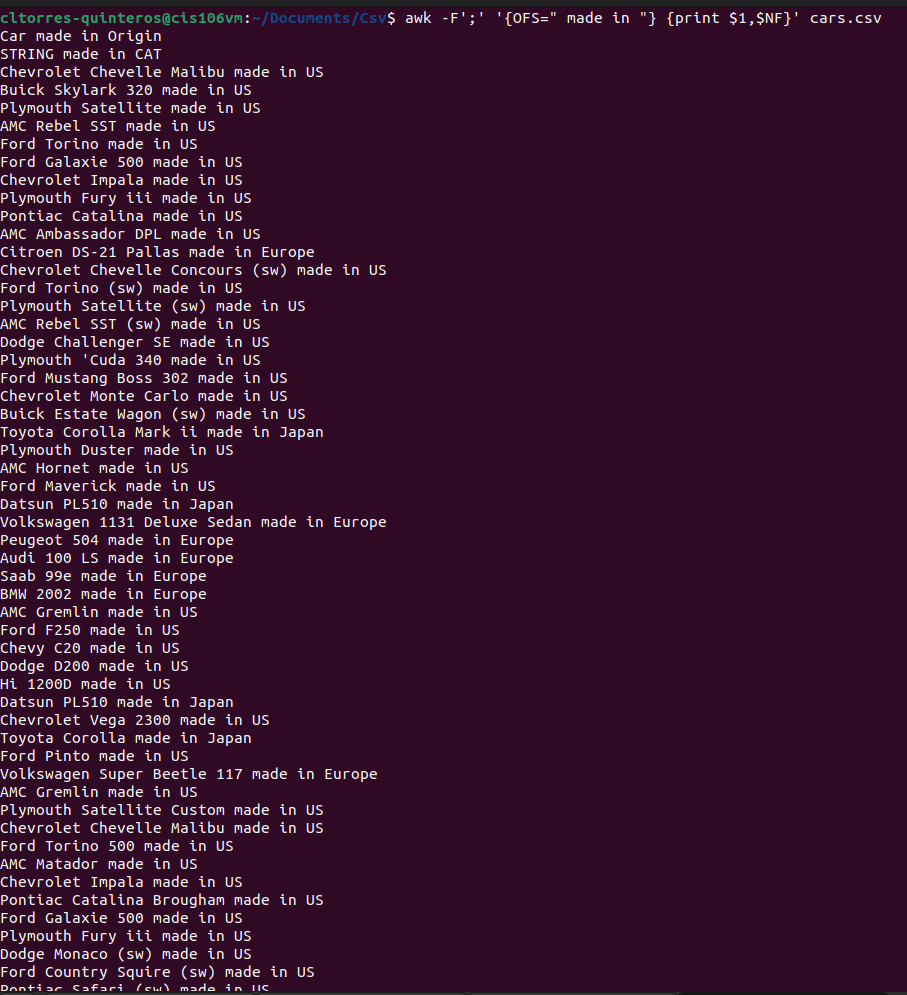 cltorres-quinteros@cis106vm:~/Documents/Csv$ awk -F';' '{OFS=" made in "} {print $1,$NF}' cars.csv
Car made in Origin
STRING made in CAT
Chevrolet Chevelle Malibu made in US
Buick Skylark 320 made in US
Plymouth Satellite made in US
AMC Rebel SST made in US
Ford Torino made in US
Ford Galaxie 500 made in US
Chevrolet Impala made in US
Plymouth Fury iii made in US
Pontiac Catalina made in US
AMC Ambassador DPL made in US
Citroen DS-21 Pallas made in Europe
Chevrolet Chevelle Concours (sw) made in US
Ford Torino (sw) made in US
Plymouth Satellite (sw) made in US
AMC Rebel SST (sw) made in US
Dodge Challenger SE made in US
Plymouth 'Cuda 340 made in US
Ford Mustang Boss 302 made in US
Chevrolet Monte Carlo made in US
Buick Estate Wagon (sw) made in US
Toyota Corolla Mark ii made in Japan
Plymouth Duster made in US
AMC Hornet made in US
Ford Maverick made in US
Datsun PL510 made in Japan
Volkswagen 1131 Deluxe Sedan made in Europe
Peugeot 504 made in Europe
Audi 100 LS made in Europe
Saab 99e made in Europe
BMW 2002 made in Europe
AMC Gremlin made in US
Ford F250 made in US
Chevy C20 made in US
Dodge D200 made in US
Hi 1200D made in US
Datsun PL510 made in Japan
Chevrolet Vega 2300 made in US
Toyota Corolla made in Japan
Ford Pinto made in US
Volkswagen Super Beetle 117 made in Europe
AMC Gremlin made in US
Plymouth Satellite Custom made in US
Chevrolet Chevelle Malibu made in US
Ford Torino 500 made in US
AMC Matador made in US
Chevrolet Impala made in US
Pontiac Catalina Brougham made in US
Ford Galaxie 500 made in US
Plymouth Fury iii made in US
Dodge Monaco (sw) made in US
Ford Country Squire (sw) made in US
Pontiac Safari (sw) made in US